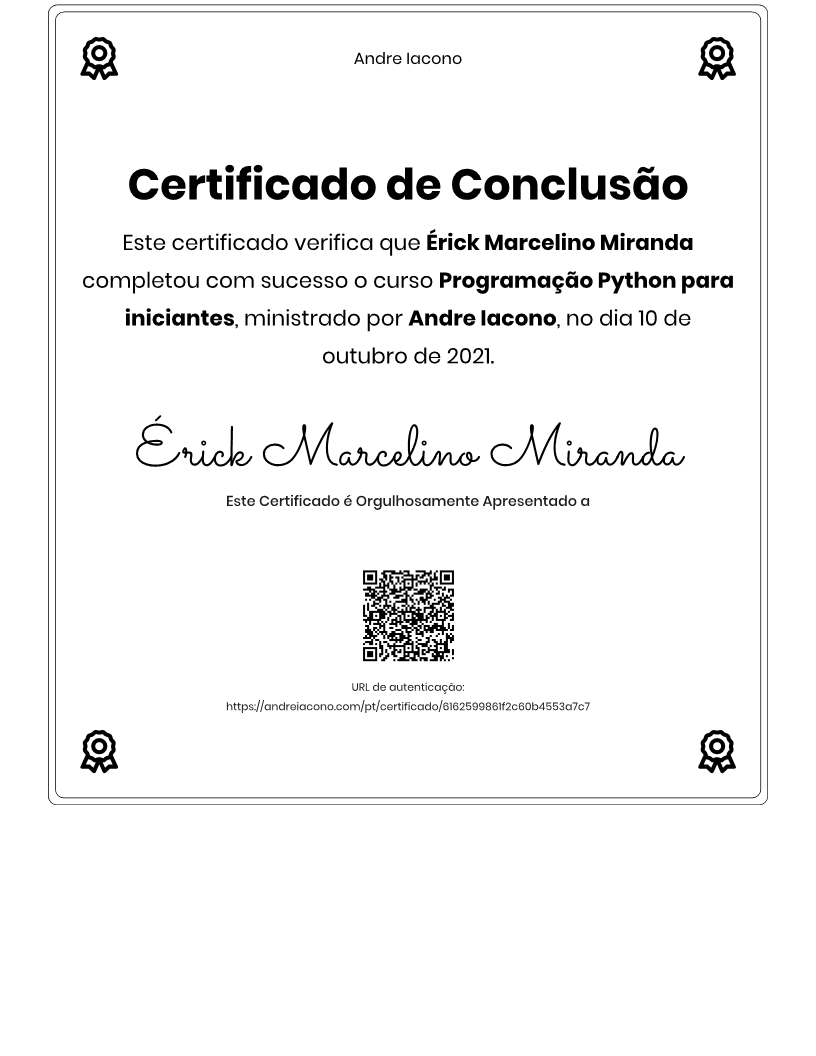 Andre Iacono
Certificado de Conclusão
Este certificado verifica que Érick Marcelino Miranda
completou com sucesso o curso Programação Python para
iniciantes, ministrado por Andre Iacono, no dia 10 de
outubro de 2021.
Érick Marcelino Miranda
Este Certificado é Orgulhosamente Apresentado a
URL de autenticação:
https://andreiacono.com/pt/certificado/6162599861f2c60b4553a7c7